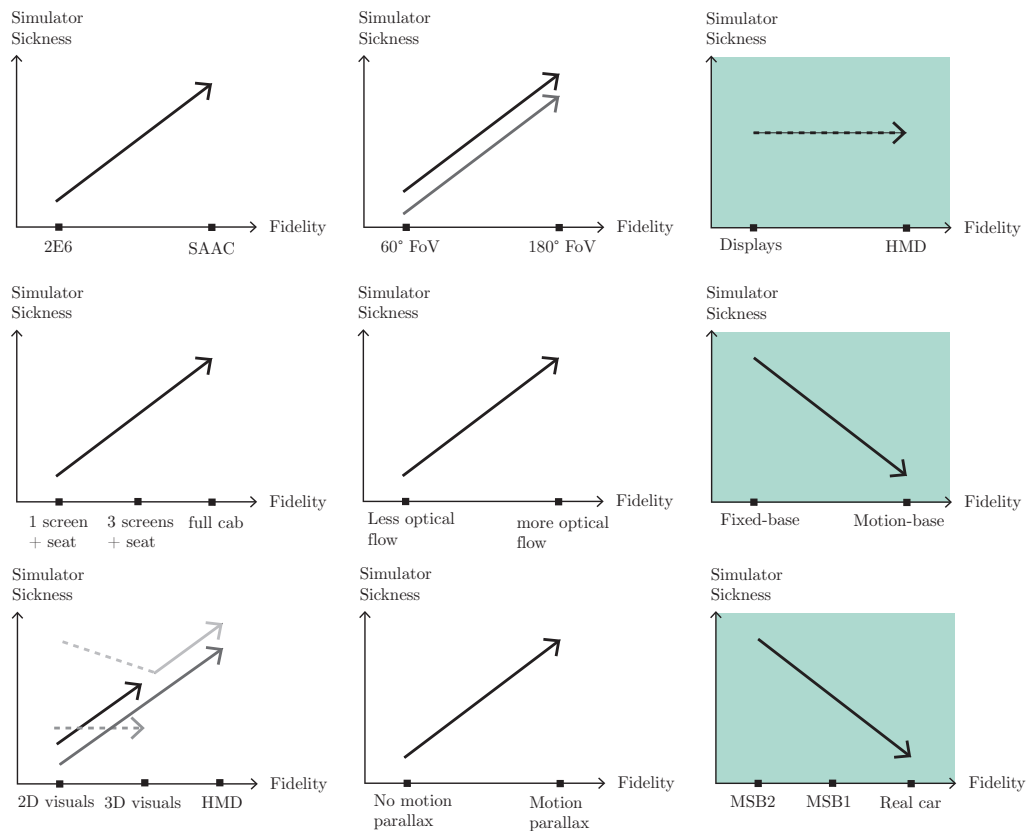 Simulator
Sickness
Fidelity
2E6
SAAC
Simulator
Sickness
Fidelity
60° FoV
180° FoV
Simulator
Sickness
Fidelity
Displays
HMD
Simulator
Sickness
Fidelity
1 screen
+ seat
3 screens
+ seat
full cab
Simulator
Sickness
Fidelity
Less optical
flow
more optical
flow
Simulator
Sickness
Fidelity
Fixed-base
Motion-base
Simulator
Sickness
Fidelity
2D visuals
3D visuals
HMD
Simulator
Sickness
Fidelity
No motion
parallax
Motion
parallax
Simulator
Sickness
Fidelity
MSB2
MSB1
Real car